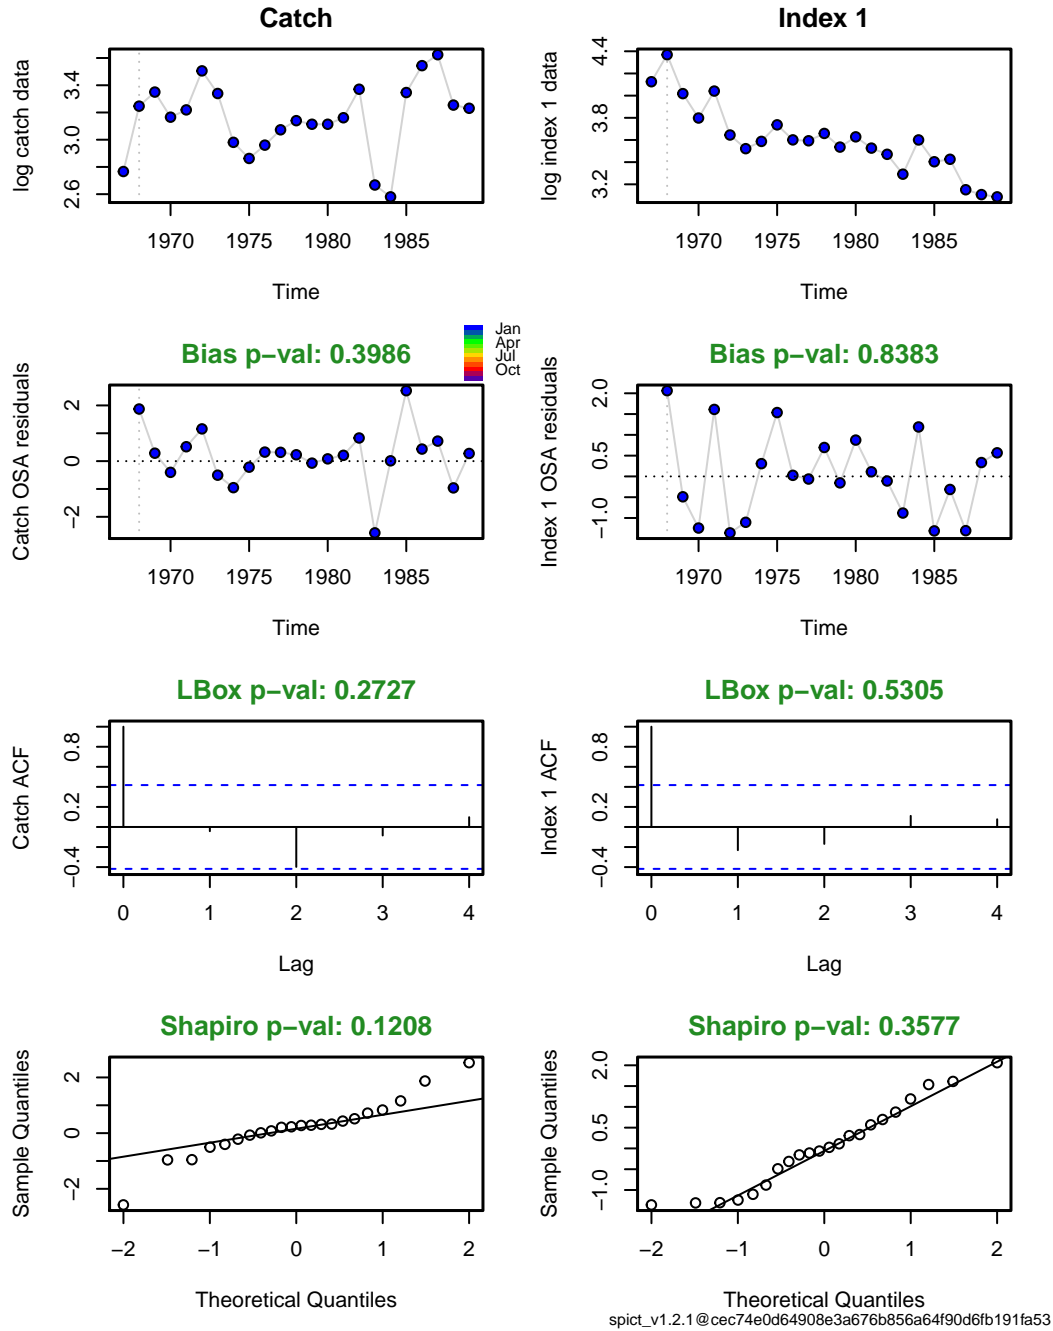 Catch
log catch data
2.6 3.0 3.4
1970 1975 1980 1985
Time
Index 1
log index 1 data
3.2 3.8 4.4
1970 1975 1980 1985
Time
Bias p−val: 0.3986
Jan
Apr
Jul
Oct
Catch OSA residuals
−2 0 2
1970 1975 1980 1985
Time
Bias p−val: 0.8383
Index 1 OSA residuals
−1.0 0.5 2.0
1970 1975 1980 1985
Time
LBox p−val: 0.2727
Catch ACF
−0.4 0.2 0.8
0 1 2 3 4
Lag
LBox p−val: 0.5305
Index 1 ACF
−0.4 0.2 0.8
0 1 2 3 4
Lag
Shapiro p−val: 0.1208
Sample Quantiles
−2 0 2
−2 −1 0 1 2
Theoretical Quantiles
Shapiro p−val: 0.3577
Sample Quantiles
−1.0 0.5 2.0
−2 −1 0 1 2
Theoretical Quantiles
spict_v1.2.1@cec74e0d64908e3a676b856a64f90d6fb191fa53